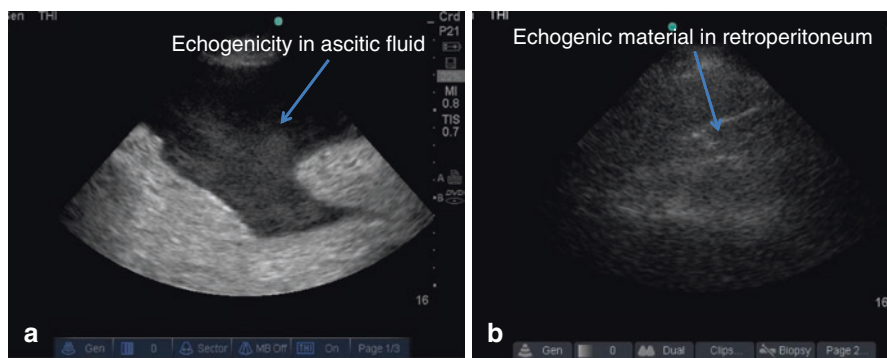 Gen THI
Crd
P21
Echogenicity in ascitic fluid
MI
0.8
TIS
0.7
A
B
16
a
Gen 0 Sector MB Off THI On Page 1/3
THI
Echogenic material in retroperitoneum
16
b
Gen 0 Dual Clips... Biopsy Page 2...